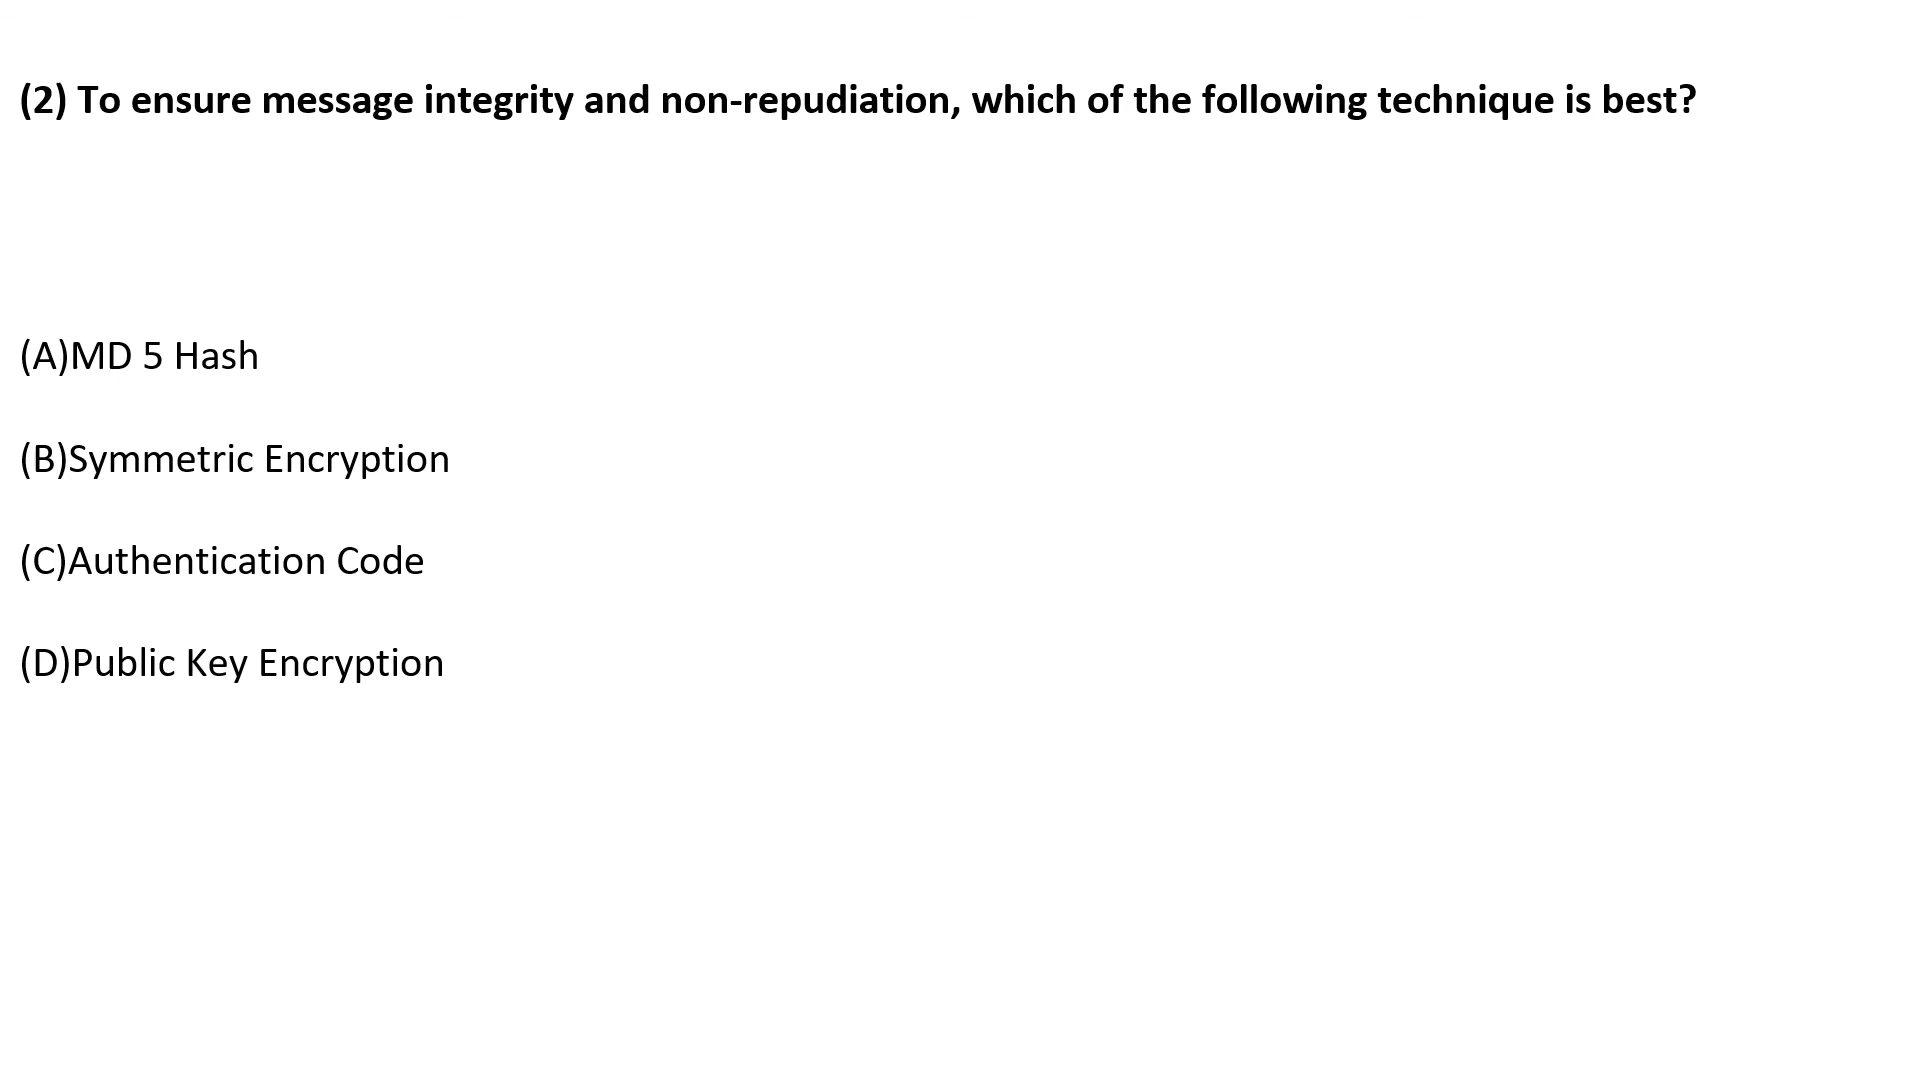 (2) To ensure message integrity and non-repudiation, which of the following technique is best?
(A)MD 5 Hash
(B)Symmetric Encryption
(C)Authentication Code
(D)Public Key Encryption